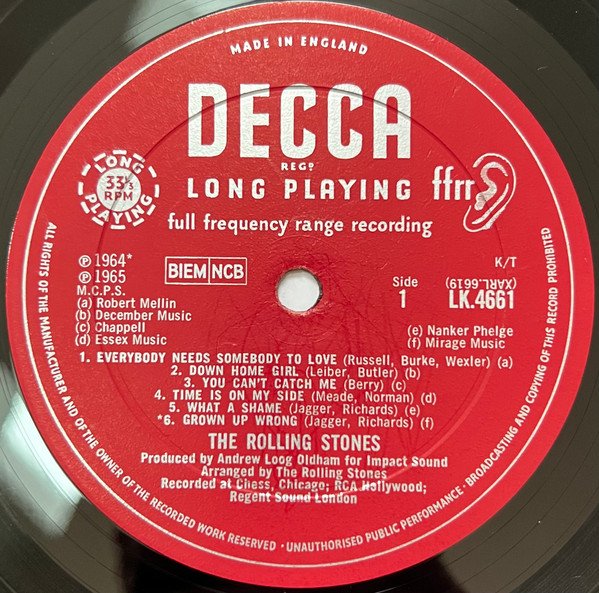 MADE IN ENGLAND
DECCA
REGD
LONG PLAYING
ffrr
full frequency range recording
LONG
33⅓
RPM
PLAYING
℗ 1964*
℗ 1965
M.C.P.S.
(a) Robert Mellin
(b) December Music
(c) Chappell
(d) Essex Music
BIEM NCB
K/T
Side
1
(XARL.6619)
LK.4661
(e) Nanker Phelge
(f) Mirage Music
1. EVERYBODY NEEDS SOMEBODY TO LOVE (Russell, Burke, Wexler) (a)
2. DOWN HOME GIRL (Leiber, Butler) (b)
3. YOU CAN'T CATCH ME (Berry) (c)
4. TIME IS ON MY SIDE (Meade, Norman) (d)
5. WHAT A SHAME (Jagger, Richards) (e)
*6. GROWN UP WRONG (Jagger, Richards) (f)
THE ROLLING STONES
Produced by Andrew Loog Oldham for Impact Sound
Arranged by The Rolling Stones
Recorded at Chess, Chicago; RCA Hollywood;
Regent Sound London
ALL RIGHTS OF THE MANUFACTURER AND OF THE OWNER OF THE RECORDED WORK RESERVED · UNAUTHORISED PUBLIC PERFORMANCE · BROADCASTING AND COPYING OF THIS RECORD PROHIBITED